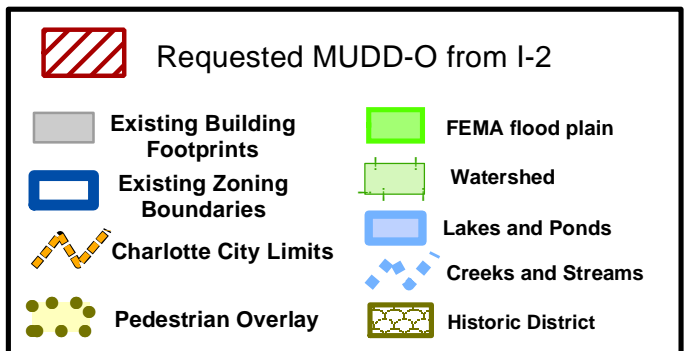 Requested MUDD-O from I-2
Existing Building
Footprints
Existing Zoning
Boundaries
Charlotte City Limits
Pedestrian Overlay
FEMA flood plain
Watershed
Lakes and Ponds
Creeks and Streams
Historic District